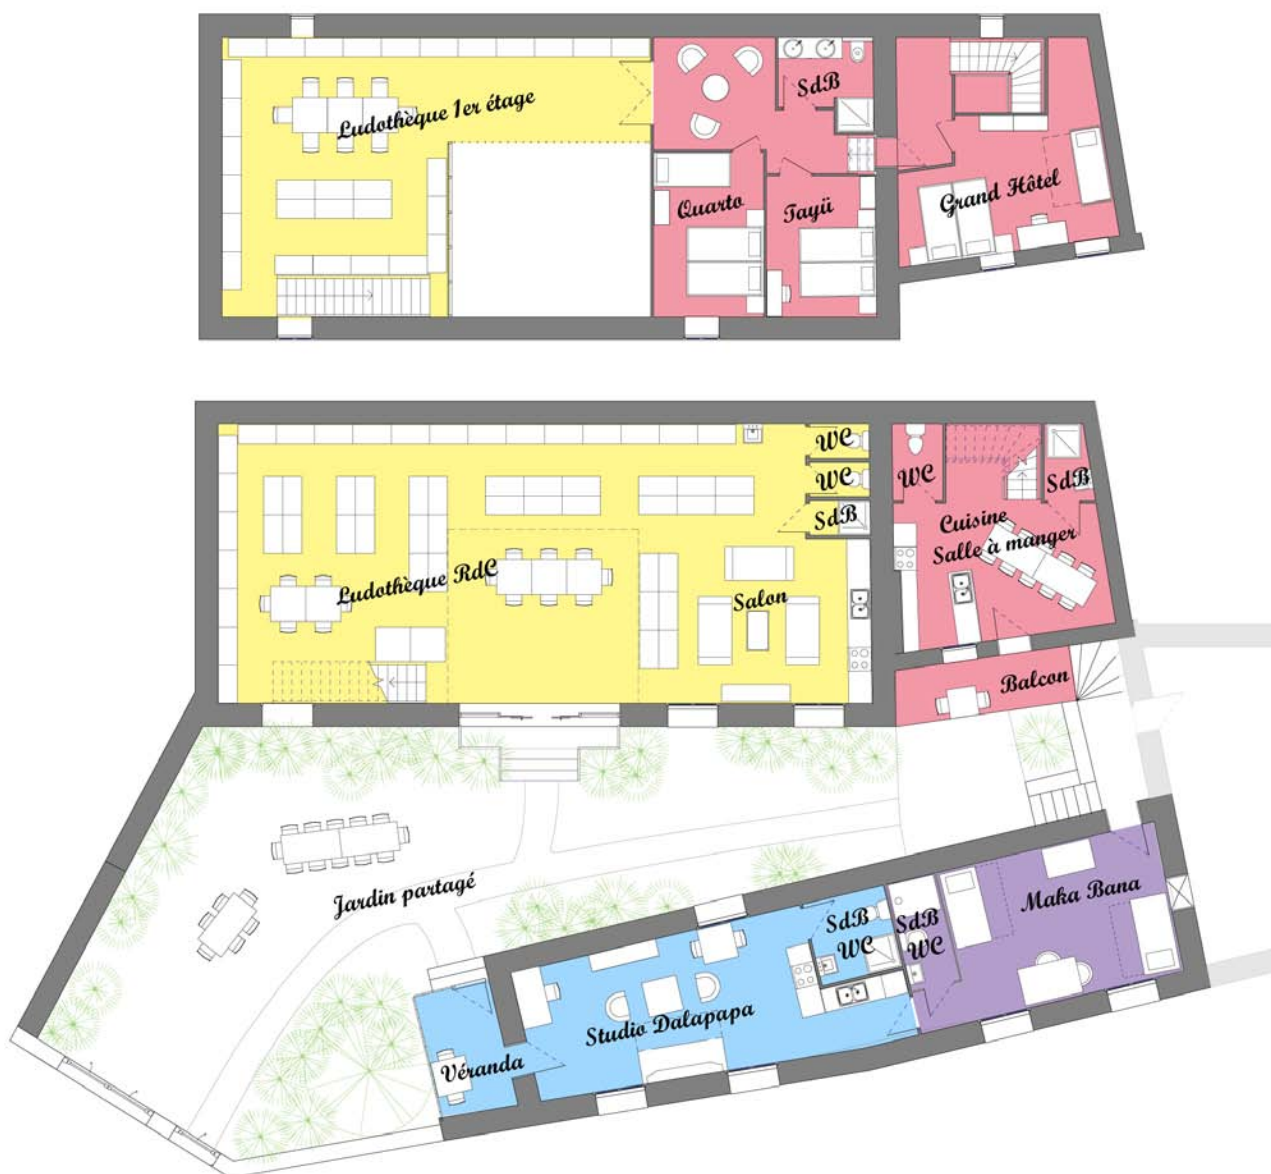 SdB
Ludothèque 1er étage
Quarto
Tayü
Grand Hôtel
WC
WC
SdB
WC
SdB
Cuisine
Salle à manger
Ludothèque RdC
Salon
Balcon
Jardin partagé
SdB
WC
SdB
WC
Maka Bana
Studio Dalapapa
Véranda